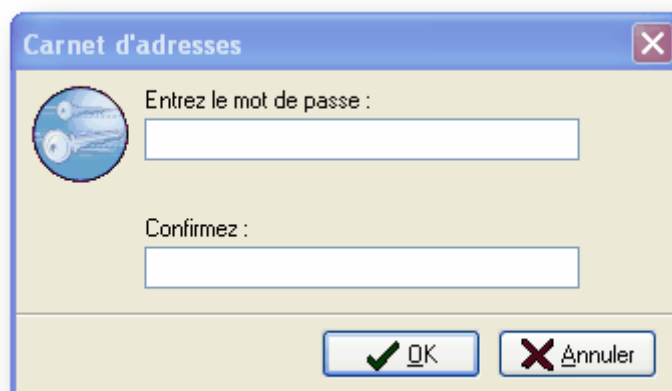 Carnet d'adresses
Entrez le mot de passe :
Confirmez :
OK
Annuler